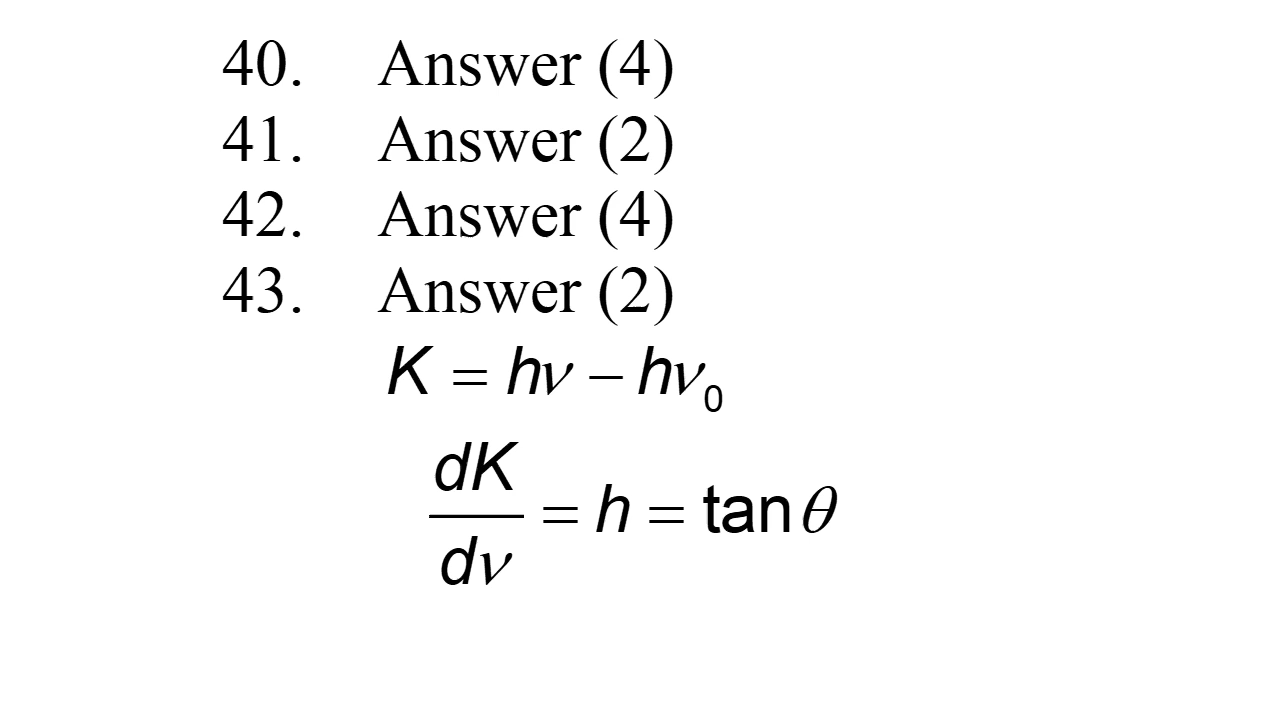 40. Answer (4)
41. Answer (2)
42. Answer (4)
43. Answer (2)
K = hν – hν₀
dK/dν = h = tan θ